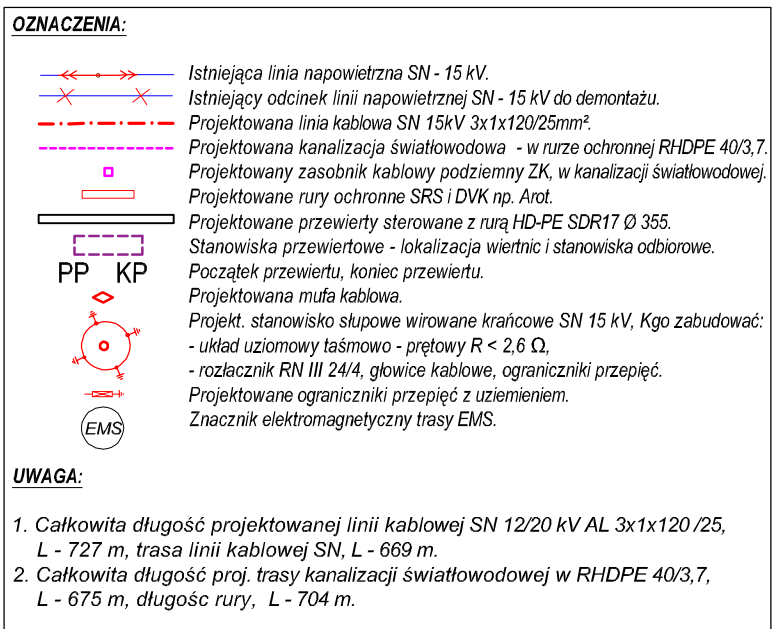 OZNACZENIA:
Istniejąca linia napowietrzna SN - 15 kV.
Istniejący odcinek linii napowietrznej SN - 15 kV do demontażu.
Projektowana linia kablowa SN 15kV 3x1x120/25mm².
Projektowana kanalizacja światłowodowa - w rurze ochronnej RHDPE 40/3,7.
Projektowany zasobnik kablowy podziemny ZK, w kanalizacji światłowodowej.
Projektowane rury ochronne SRS i DVK np. Arot.
Projektowane przewierty sterowane z rurą HD-PE SDR17 Ø 355.
Stanowiska przewiertowe - lokalizacja wiertnic i stanowiska odbiorowe.
PP KP Początek przewiertu, koniec przewiertu.
Projektowana mufa kablowa.
Projekt. stanowisko słupowe wirowane krańcowe SN 15 kV, Kgo zabudować:
- układ uziomowy taśmowo - prętowy R < 2,6 Ω,
- rozłacznik RN III 24/4, głowice kablowe, ograniczniki przepięć.
Projektowane ograniczniki przepięć z uziemieniem.
EMS Znacznik elektromagnetyczny trasy EMS.
UWAGA:
1. Całkowita długość projektowanej linii kablowej SN 12/20 kV AL 3x1x120 /25,
L - 727 m, trasa linii kablowej SN, L - 669 m.
2. Całkowita długość proj. trasy kanalizacji światłowodowej w RHDPE 40/3,7,
L - 675 m, długośc rury, L - 704 m.